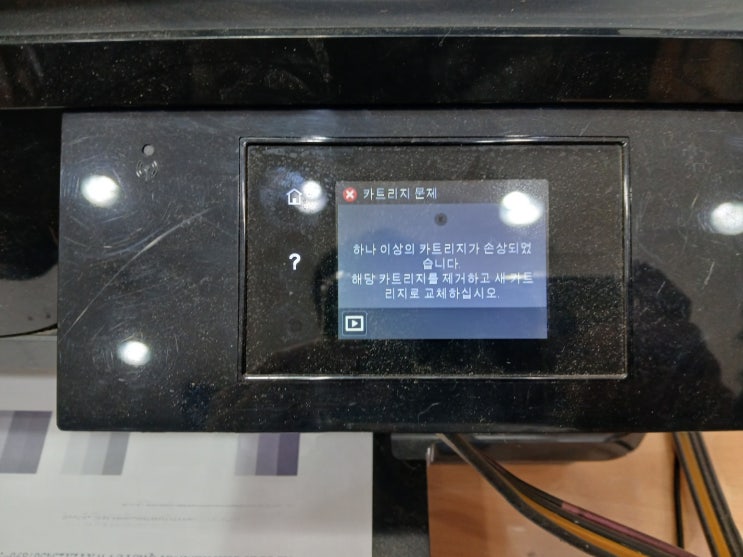 카트리지 문제
하나 이상의 카트리지가 손상되었
습니다.
해당 카트리지를 제거하고 새 카트
리지로 교체하십시오.
?